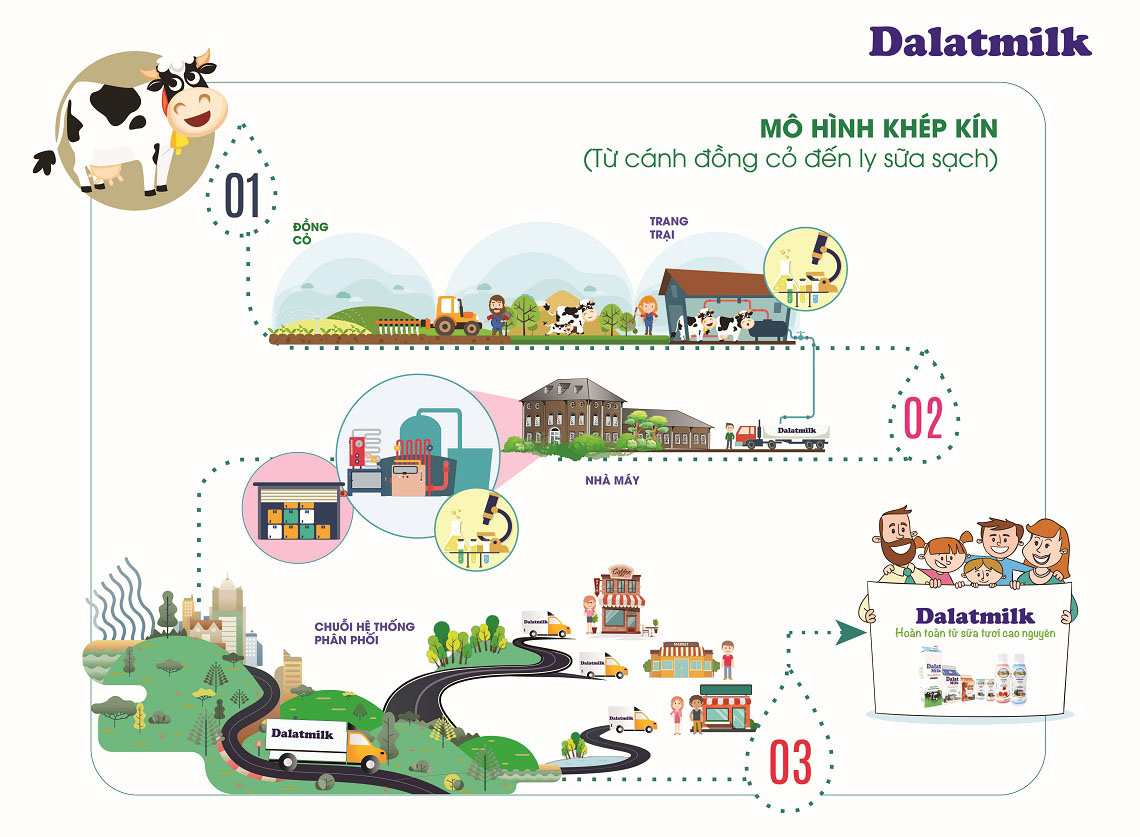 Dalatmilk
MÔ HÌNH KHÉP KÍN
(Từ cánh đồng cỏ đến ly sữa sạch)
01
ĐỒNG
CỎ
TRANG
TRẠI
02
Dalatmilk
NHÀ MÁY
CHUỖI HỆ THỐNG
PHÂN PHỐI
Coffee
Dalatmilk
MARKET
Dalatmilk
Dalatmilk
Dalatmilk
03
Dalatmilk
Hoàn toàn từ sữa tươi cao nguyên
Dalat
Milk
Dalat
Milk